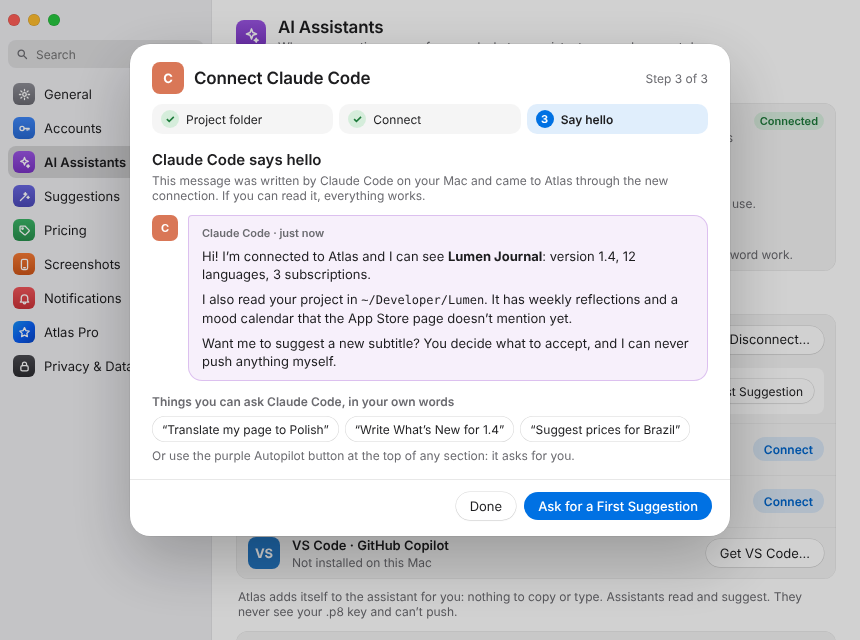 AI Assistants
Search
General
Accounts
AI Assistants
Suggestions
Pricing
Screenshots
Notifications
Atlas Pro
Privacy & Data
C
Connect Claude Code
Step 3 of 3
Project folder
Connect
3 Say hello
Claude Code says hello
This message was written by Claude Code on your Mac and came to Atlas through the new
connection. If you can read it, everything works.
C
Claude Code · just now
Hi! I’m connected to Atlas and I can see Lumen Journal: version 1.4, 12
languages, 3 subscriptions.
I also read your project in ~/Developer/Lumen. It has weekly reflections and a
mood calendar that the App Store page doesn’t mention yet.
Want me to suggest a new subtitle? You decide what to accept, and I can never
push anything myself.
Things you can ask Claude Code, in your own words
“Translate my page to Polish”
“Write What’s New for 1.4”
“Suggest prices for Brazil”
Or use the purple Autopilot button at the top of any section: it asks for you.
Done
Ask for a First Suggestion
Connected
use.
word work.
Disconnect...
Suggestion
Connect
Connect
VS
VS Code · GitHub Copilot
Not installed on this Mac
Get VS Code...
Atlas adds itself to the assistant for you: nothing to copy or type. Assistants read and suggest. They
never see your .p8 key and can’t push.